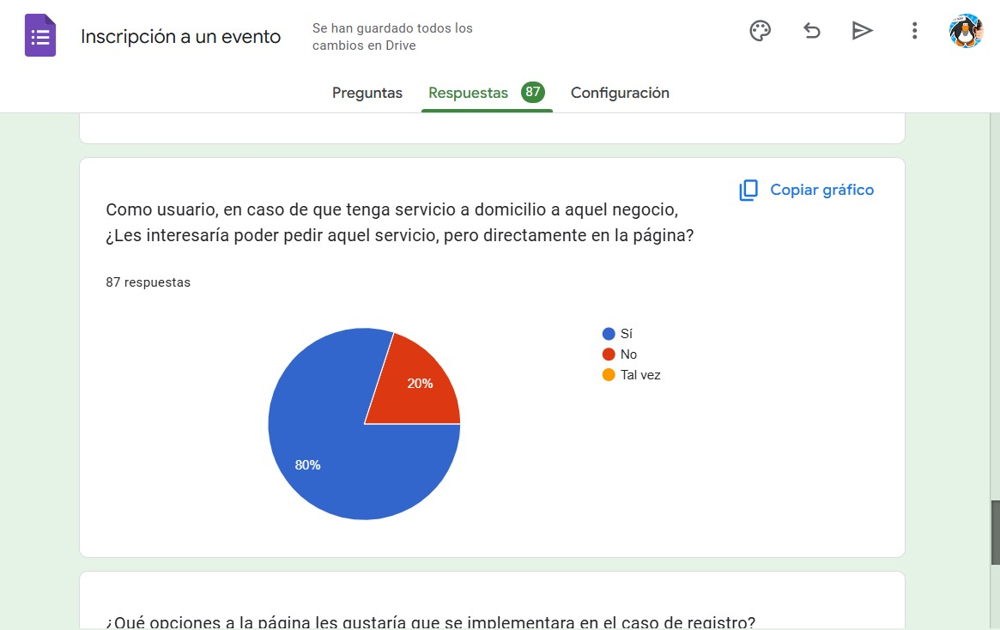 Inscripción a un evento
Se han guardado todos los
cambios en Drive
Preguntas
Respuestas 87
Configuración
Copiar gráfico
Como usuario, en caso de que tenga servicio a domicilio a aquel negocio,
¿Les interesaría poder pedir aquel servicio, pero directamente en la página?
87 respuestas
Sí
No
Tal vez
20%
80%
¿Qué opciones a la página les gustaría que se implementara en el caso de registro?